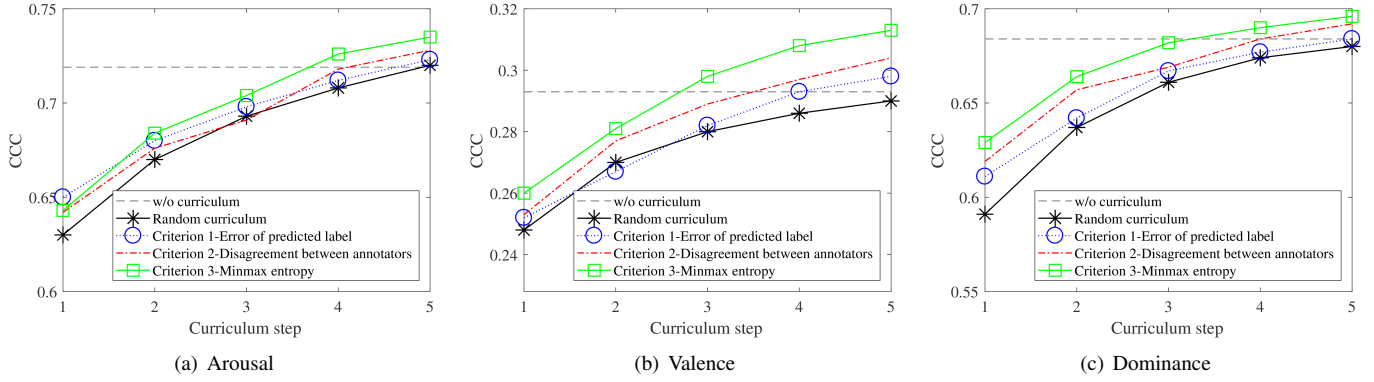 0.75
0.7
0.65
0.6
CCC
1 2 3 4 5
Curriculum step
w/o curriculum
Random curriculum
Criterion 1-Error of predicted label
Criterion 2-Disagreement between annotators
Criterion 3-Minmax entropy
(a) Arousal
0.32
0.3
0.28
0.26
0.24
CCC
1 2 3 4 5
Curriculum step
w/o curriculum
Random curriculum
Criterion 1-Error of predicted label
Criterion 2-Disagreement between annotators
Criterion 3-Minmax entropy
(b) Valence
0.7
0.65
0.6
0.55
CCC
1 2 3 4 5
Curriculum step
w/o curriculum
Random curriculum
Criterion 1-Error of predicted label
Criterion 2-Disagreement between annotators
Criterion 3-Minmax entropy
(c) Dominance